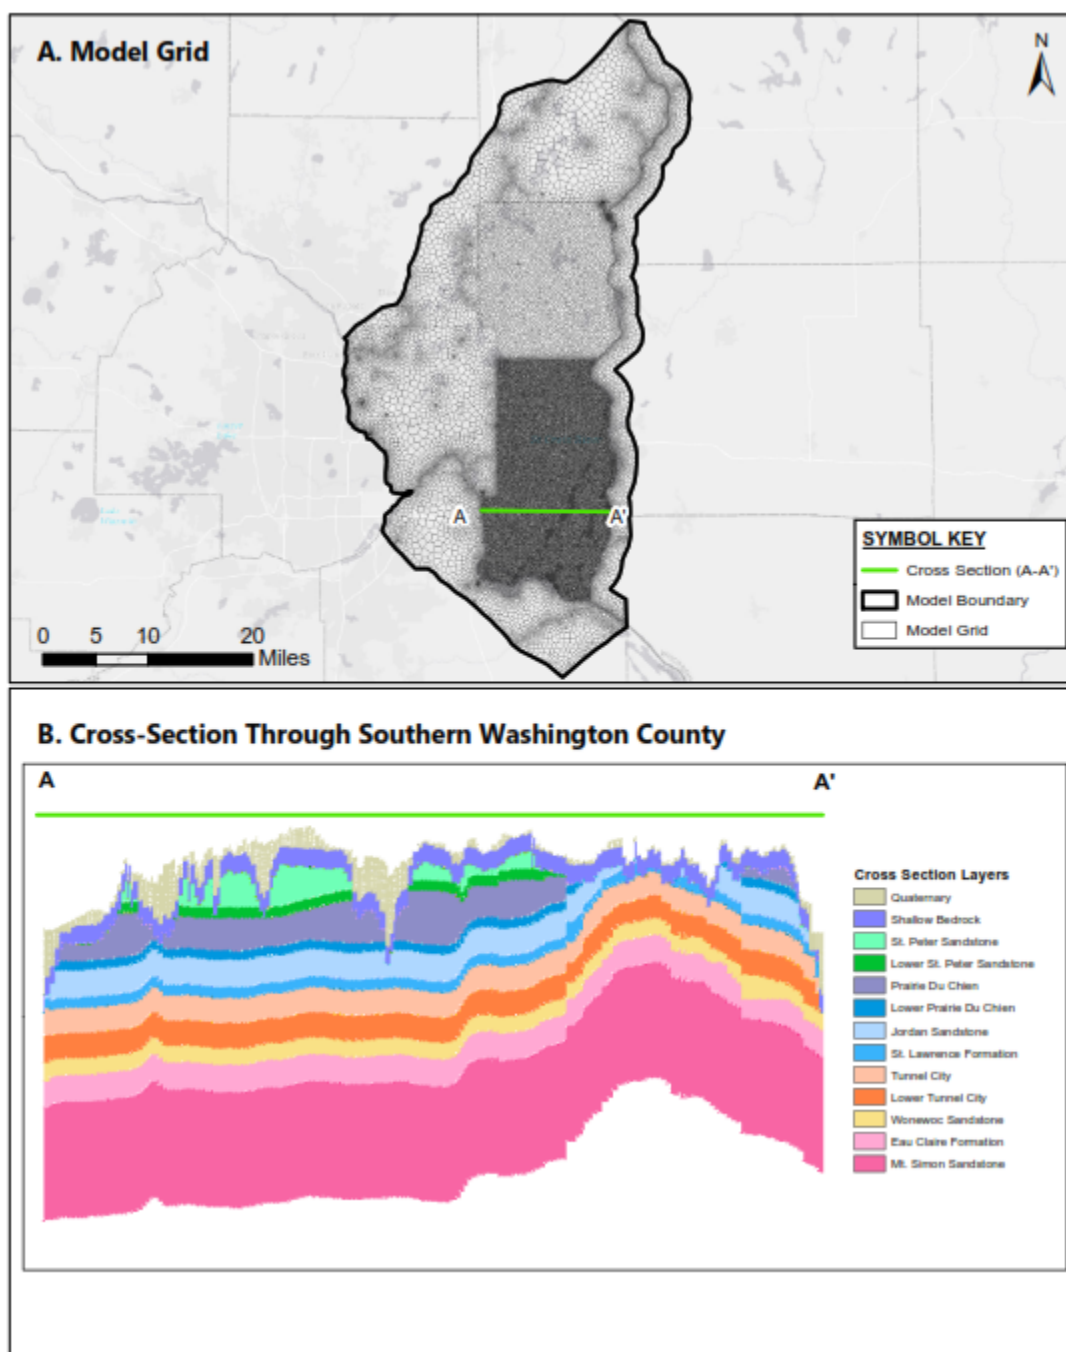 A. Model Grid
N
A
A'
0 5 10 20
Miles
SYMBOL KEY
Cross Section (A-A')
Model Boundary
Model Grid
B. Cross-Section Through Southern Washington County
A
A'
Cross Section Layers
Quaternary
Shallow Bedrock
St. Peter Sandstone
Lower St. Peter Sandstone
Prairie Du Chien
Lower Prairie Du Chien
Jordan Sandstone
St. Lawrence Formation
Tunnel City
Lower Tunnel City
Wonewoc Sandstone
Eau Claire Formation
Mt. Simon Sandstone